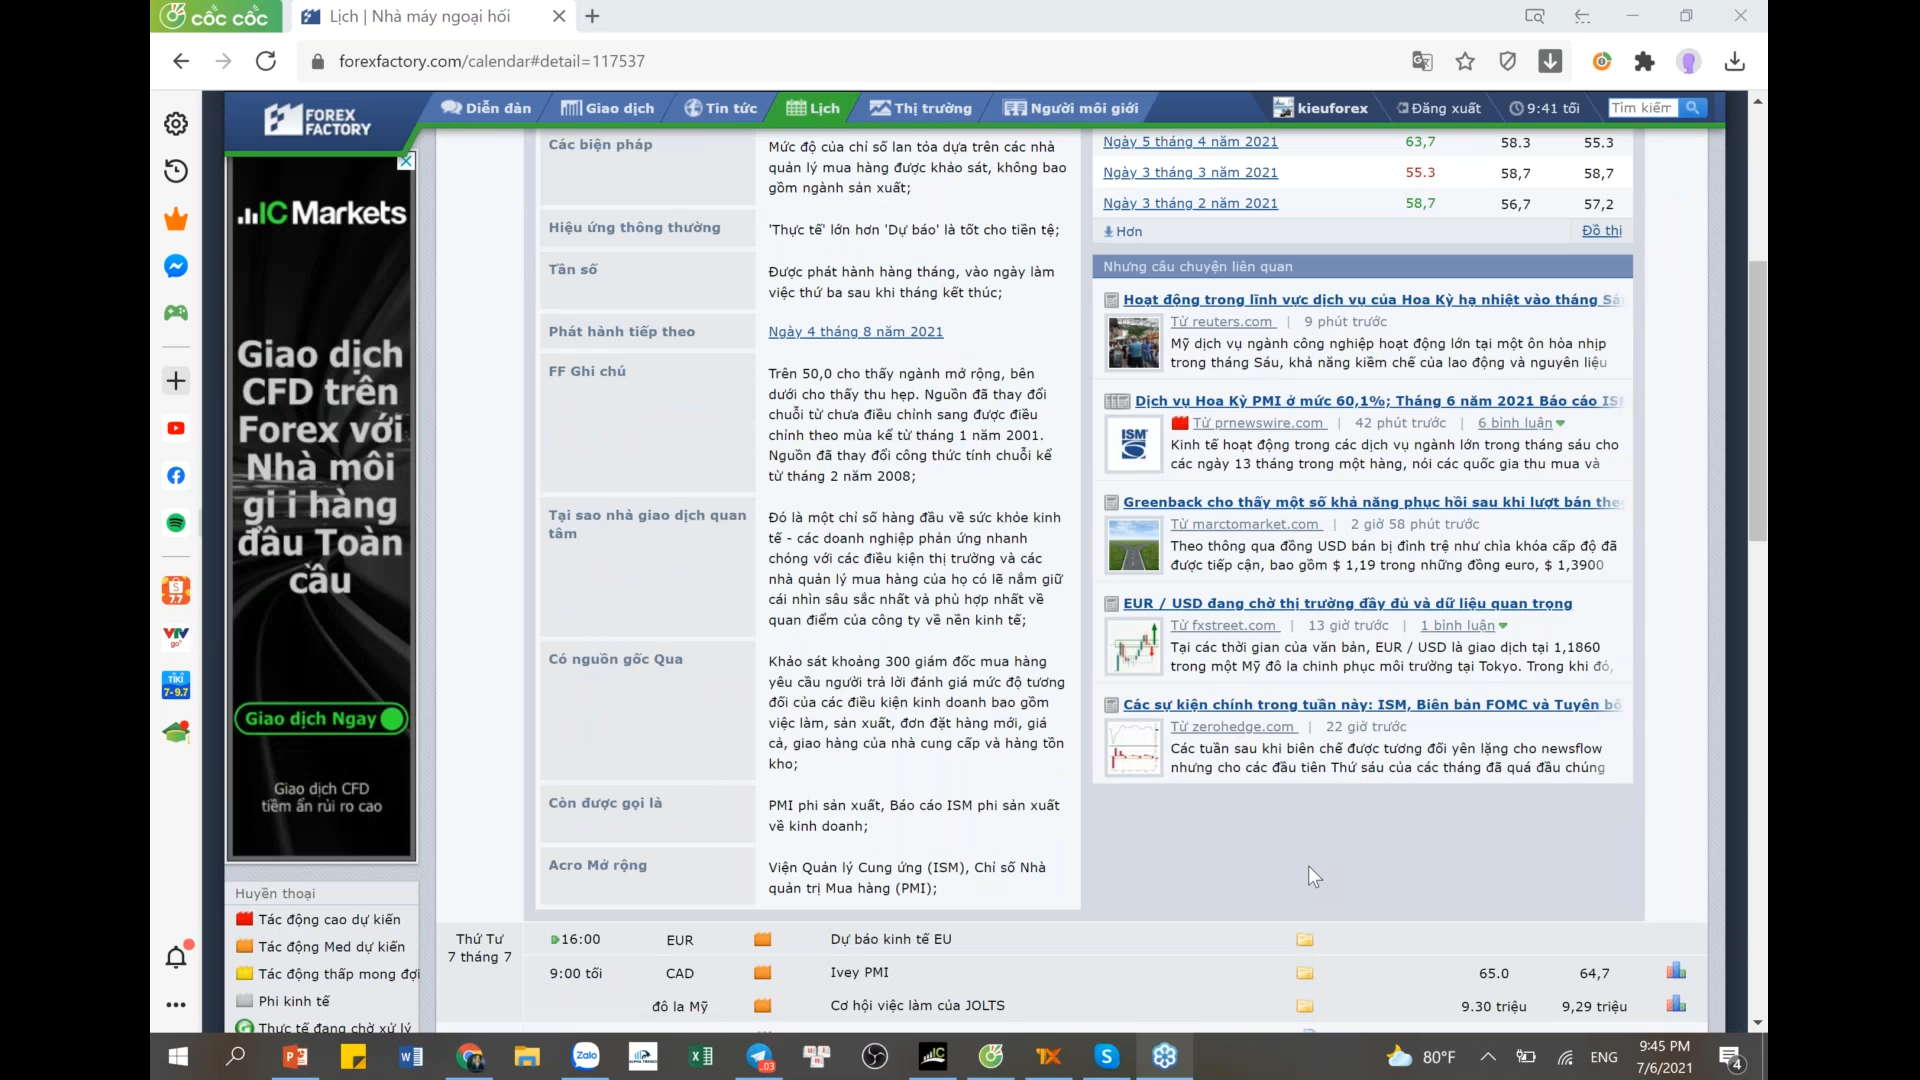 cốc cốc
Lịch | Nhà máy ngoại hối
forexfactory.com/calendar#detail=117537
FOREX
FACTORY
Diễn đàn
Giao dịch
Tin tức
Lịch
Thị trường
Người môi giới
kieuforex
Đăng xuất
9:41 tối
Tìm kiếm
IC Markets
Giao dịch
CFD trên
Forex với
Nhà môi
gi i hàng
đầu Toàn
cầu
Giao dịch Ngay
Giao dịch CFD
tiềm ẩn rủi ro cao
Huyền thoại
Tác động cao dự kiến
Tác động Med dự kiến
Tác động thấp mong đợi
Phi kinh tế
Thực tế đang chờ xử lý
Các biện pháp
Mức độ của chỉ số lan tỏa dựa trên các nhà
quản lý mua hàng được khảo sát, không bao
gồm ngành sản xuất;
Hiệu ứng thông thường
'Thực tế' lớn hơn 'Dự báo' là tốt cho tiền tệ;
Tần số
Được phát hành hàng tháng, vào ngày làm
việc thứ ba sau khi tháng kết thúc;
Phát hành tiếp theo
Ngày 4 tháng 8 năm 2021
FF Ghi chú
Trên 50,0 cho thấy ngành mở rộng, bên
dưới cho thấy thu hẹp. Nguồn đã thay đổi
chuỗi từ chưa điều chỉnh sang được điều
chỉnh theo mùa kể từ tháng 1 năm 2001.
Nguồn đã thay đổi công thức tính chuỗi kể
từ tháng 2 năm 2008;
Tại sao nhà giao dịch quan
tâm
Đó là một chỉ số hàng đầu về sức khỏe kinh
tế - các doanh nghiệp phản ứng nhanh
chóng với các điều kiện thị trường và các
nhà quản lý mua hàng của họ có lẽ nắm giữ
cái nhìn sâu sắc nhất và phù hợp nhất về
quan điểm của công ty về nền kinh tế;
Có nguồn gốc Qua
Khảo sát khoảng 300 giám đốc mua hàng
yêu cầu người trả lời đánh giá mức độ tương
đối của các điều kiện kinh doanh bao gồm
việc làm, sản xuất, đơn đặt hàng mới, giá
cả, giao hàng của nhà cung cấp và hàng tồn
kho;
Còn được gọi là
PMI phi sản xuất, Báo cáo ISM phi sản xuất
về kinh doanh;
Acro Mở rộng
Viện Quản lý Cung ứng (ISM), Chỉ số Nhà
quản trị Mua hàng (PMI);
Ngày 5 tháng 4 năm 2021 63,7 58.3 55.3
Ngày 3 tháng 3 năm 2021 55.3 58,7 58,7
Ngày 3 tháng 2 năm 2021 58,7 56,7 57,2
Hơn
Đồ thị
Những câu chuyện liên quan
Hoạt động trong lĩnh vực dịch vụ của Hoa Kỳ hạ nhiệt vào tháng Sá
Từ reuters.com | 9 phút trước
Mỹ dịch vụ ngành công nghiệp hoạt động lớn tại một ôn hòa nhịp
trong tháng Sáu, khả năng kiềm chế của lao động và nguyên liệu
Dịch vụ Hoa Kỳ PMI ở mức 60,1%; Tháng 6 năm 2021 Báo cáo ISM
ISM
Từ prnewswire.com | 42 phút trước | 6 bình luận
Kinh tế hoạt động trong các dịch vụ ngành lớn trong tháng sáu cho
các ngày 13 tháng trong một hàng, nói các quốc gia thu mua và
Greenback cho thấy một số khả năng phục hồi sau khi lượt bán theo
Từ marctomarket.com | 2 giờ 58 phút trước
Theo thông qua đồng USD bán bị đình trệ như chìa khóa cấp độ đã
được tiếp cận, bao gồm $ 1,19 trong những đồng euro, $ 1,3900
EUR / USD đang chờ thị trường đầy đủ và dữ liệu quan trọng
Từ fxstreet.com | 13 giờ trước | 1 bình luận
Tại các thời gian của văn bản, EUR / USD là giao dịch tại 1,1860
trong một Mỹ đô la chinh phục môi trường tại Tokyo. Trong khi đó,
Các sự kiện chính trong tuần này: ISM, Biên bản FOMC và Tuyên bố
Từ zerohedge.com | 22 giờ trước
Các tuần sau khi biên chế được tương đối yên lặng cho newsflow
nhưng cho các đầu tiên Thứ sáu của các tháng đã quá đầu chúng
Thứ Tư
7 tháng 7
16:00 EUR Dự báo kinh tế EU
9:00 tối CAD Ivey PMI 65.0 64,7
đô la Mỹ Cơ hội việc làm của JOLTS 9.30 triệu 9,29 triệu
7.7
VTV
go
TIKI
7-9.7
Zalo
..03
80°F
ENG
9:45 PM
7/6/2021
4